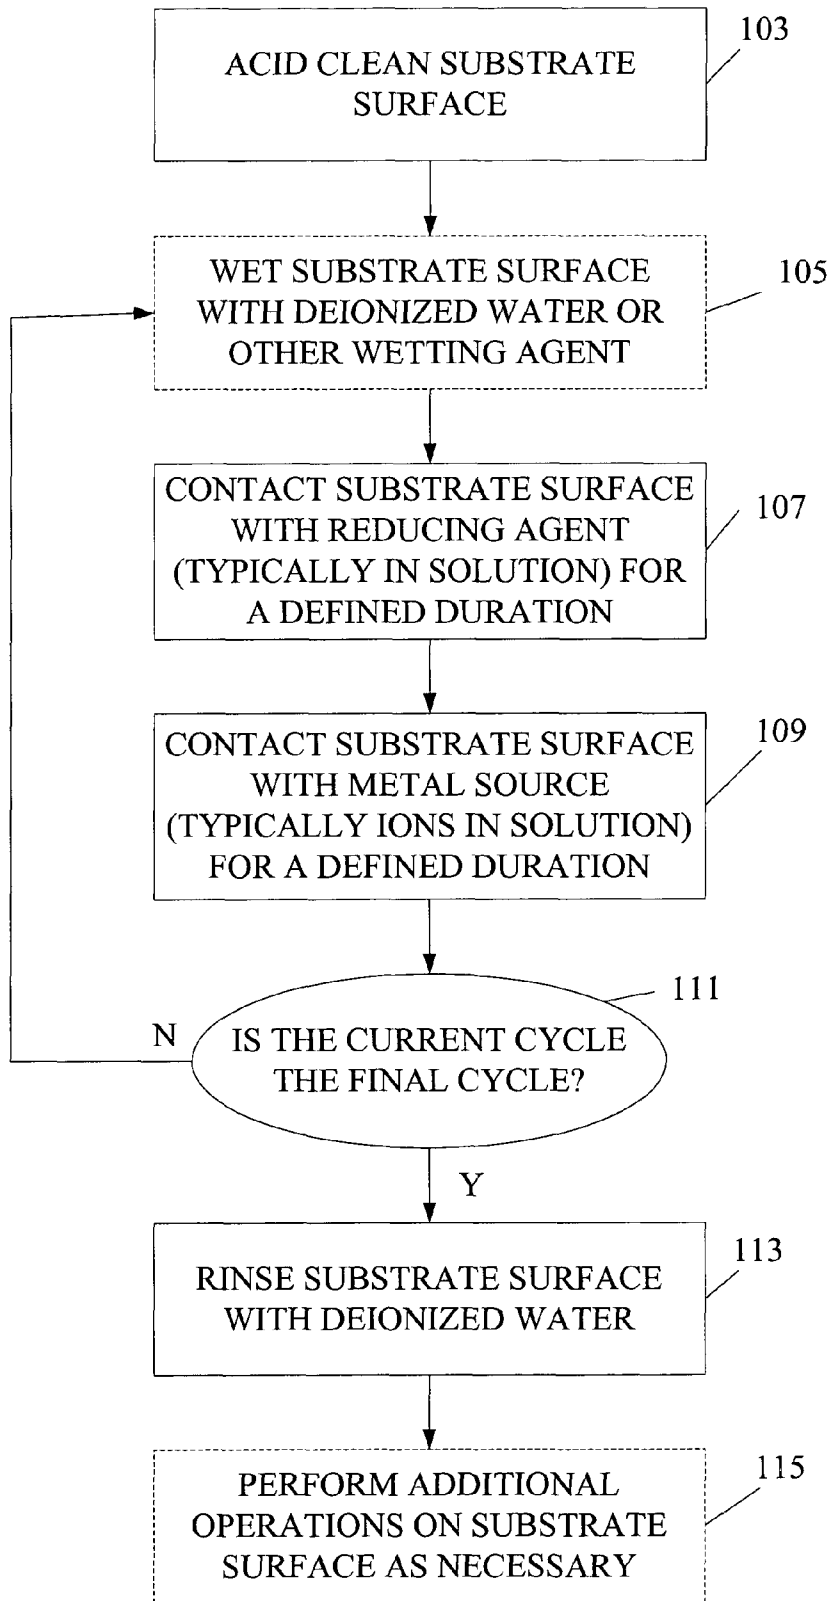 103
ACID CLEAN SUBSTRATE
SURFACE
105
WET SUBSTRATE SURFACE
WITH DEIONIZED WATER OR
OTHER WETTING AGENT
107
CONTACT SUBSTRATE SURFACE
WITH REDUCING AGENT
(TYPICALLY IN SOLUTION) FOR
A DEFINED DURATION
109
CONTACT SUBSTRATE SURFACE
WITH METAL SOURCE
(TYPICALLY IONS IN SOLUTION)
FOR A DEFINED DURATION
111
N
IS THE CURRENT CYCLE
THE FINAL CYCLE?
Y
113
RINSE SUBSTRATE SURFACE
WITH DEIONIZED WATER
115
PERFORM ADDITIONAL
OPERATIONS ON SUBSTRATE
SURFACE AS NECESSARY